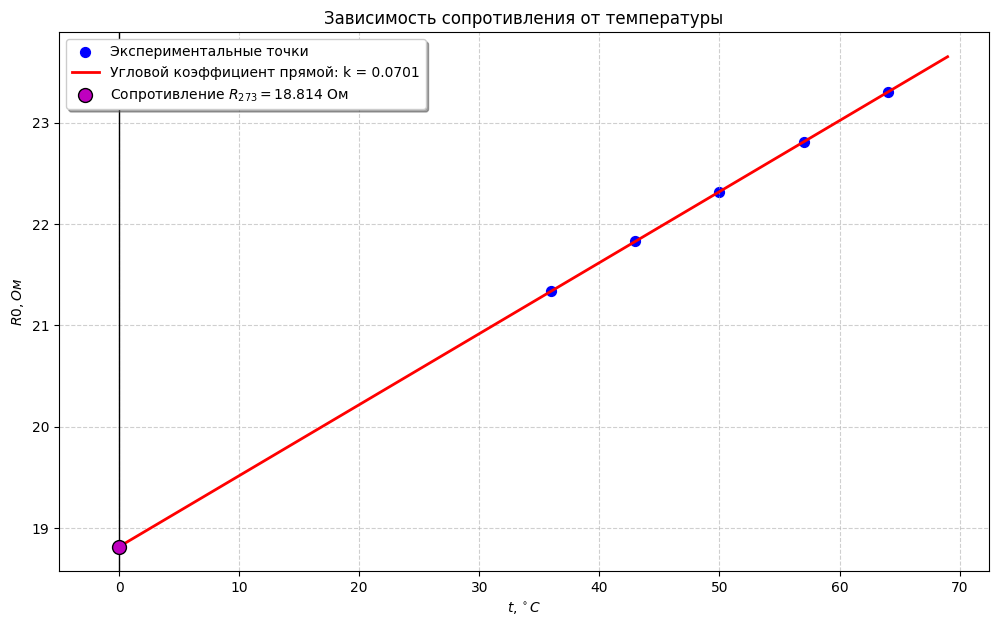 Зависимость сопротивления от температуры
Экспериментальные точки
Угловой коэффициент прямой: k = 0.0701
Сопротивление R₂₇₃ = 18.814 Ом
R0, Ом
23
22
21
20
19
0 10 20 30 40 50 60 70
t, °C